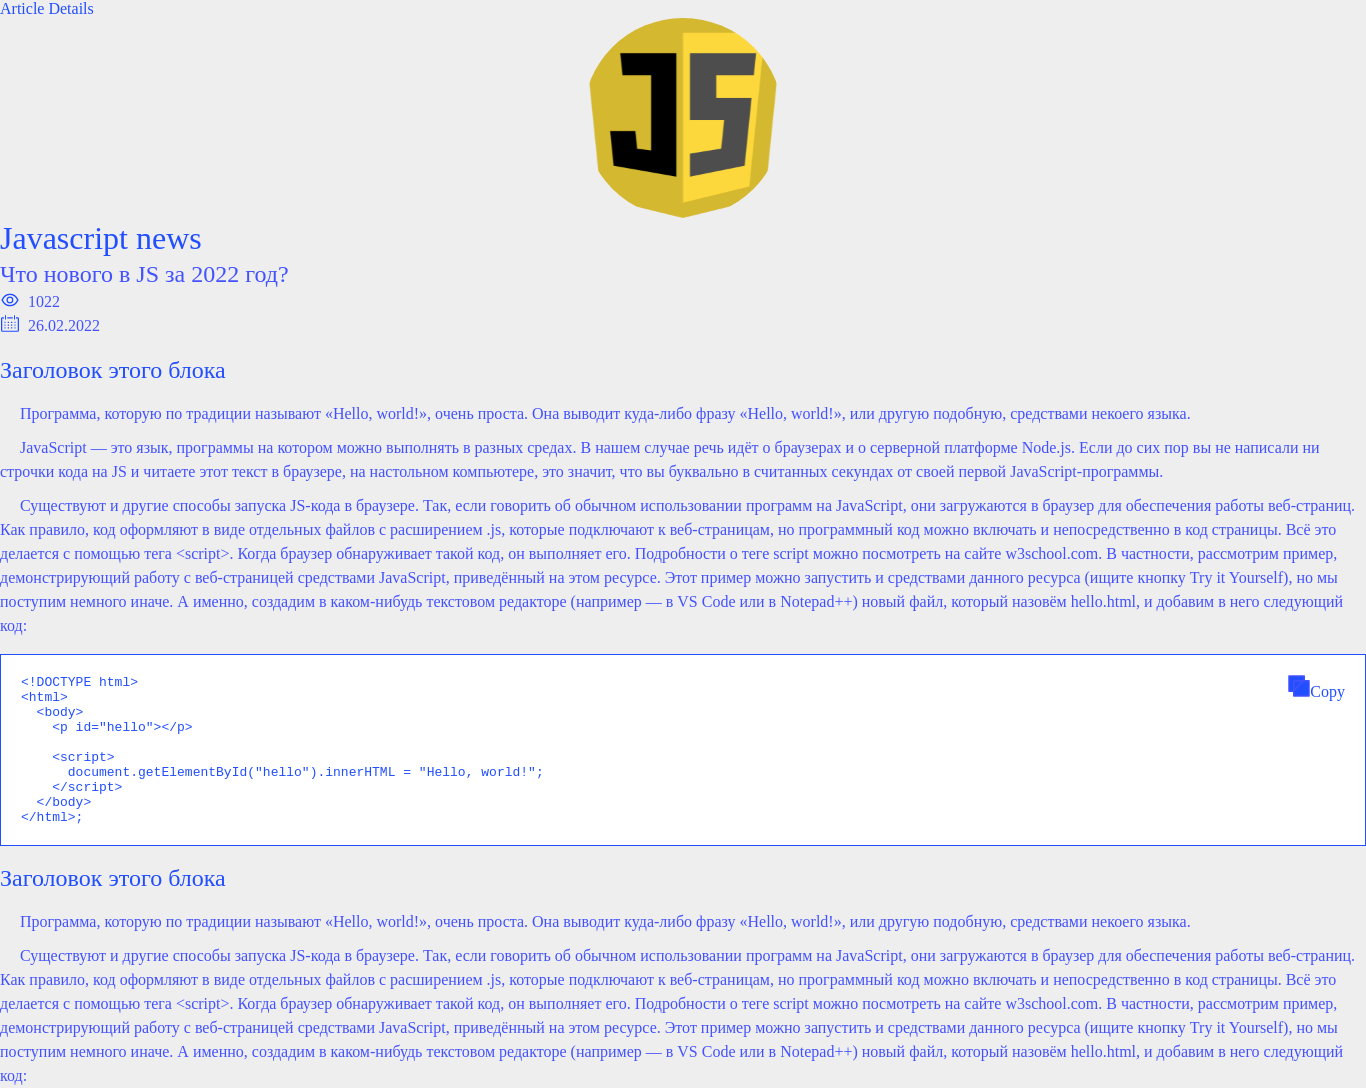 Article Details
JS
Javascript news
Что нового в JS за 2022 год?
1022
26.02.2022
Заголовок этого блока
Программа, которую по традиции называют «Hello, world!», очень проста. Она выводит куда-либо фразу «Hello, world!», или другую подобную, средствами некоего языка.
JavaScript — это язык, программы на котором можно выполнять в разных средах. В нашем случае речь идёт о браузерах и о серверной платформе Node.js. Если до сих пор вы не написали ни
строчки кода на JS и читаете этот текст в браузере, на настольном компьютере, это значит, что вы буквально в считанных секундах от своей первой JavaScript-программы.
Существуют и другие способы запуска JS-кода в браузере. Так, если говорить об обычном использовании программ на JavaScript, они загружаются в браузер для обеспечения работы веб-страниц.
Как правило, код оформляют в виде отдельных файлов с расширением .js, которые подключают к веб-страницам, но программный код можно включать и непосредственно в код страницы. Всё это
делается с помощью тега <script>. Когда браузер обнаруживает такой код, он выполняет его. Подробности о теге script можно посмотреть на сайте w3school.com. В частности, рассмотрим пример,
демонстрирующий работу с веб-страницей средствами JavaScript, приведённый на этом ресурсе. Этот пример можно запустить и средствами данного ресурса (ищите кнопку Try it Yourself), но мы
поступим немного иначе. А именно, создадим в каком-нибудь текстовом редакторе (например — в VS Code или в Notepad++) новый файл, который назовём hello.html, и добавим в него следующий
код:
<!DOCTYPE html>
<html>
  <body>
    <p id="hello"></p>
    <script>
      document.getElementById("hello").innerHTML = "Hello, world!";
    </script>
  </body>
</html>;
Copy
Заголовок этого блока
Программа, которую по традиции называют «Hello, world!», очень проста. Она выводит куда-либо фразу «Hello, world!», или другую подобную, средствами некоего языка.
Существуют и другие способы запуска JS-кода в браузере. Так, если говорить об обычном использовании программ на JavaScript, они загружаются в браузер для обеспечения работы веб-страниц.
Как правило, код оформляют в виде отдельных файлов с расширением .js, которые подключают к веб-страницам, но программный код можно включать и непосредственно в код страницы. Всё это
делается с помощью тега <script>. Когда браузер обнаруживает такой код, он выполняет его. Подробности о теге script можно посмотреть на сайте w3school.com. В частности, рассмотрим пример,
демонстрирующий работу с веб-страницей средствами JavaScript, приведённый на этом ресурсе. Этот пример можно запустить и средствами данного ресурса (ищите кнопку Try it Yourself), но мы
поступим немного иначе. А именно, создадим в каком-нибудь текстовом редакторе (например — в VS Code или в Notepad++) новый файл, который назовём hello.html, и добавим в него следующий
код: